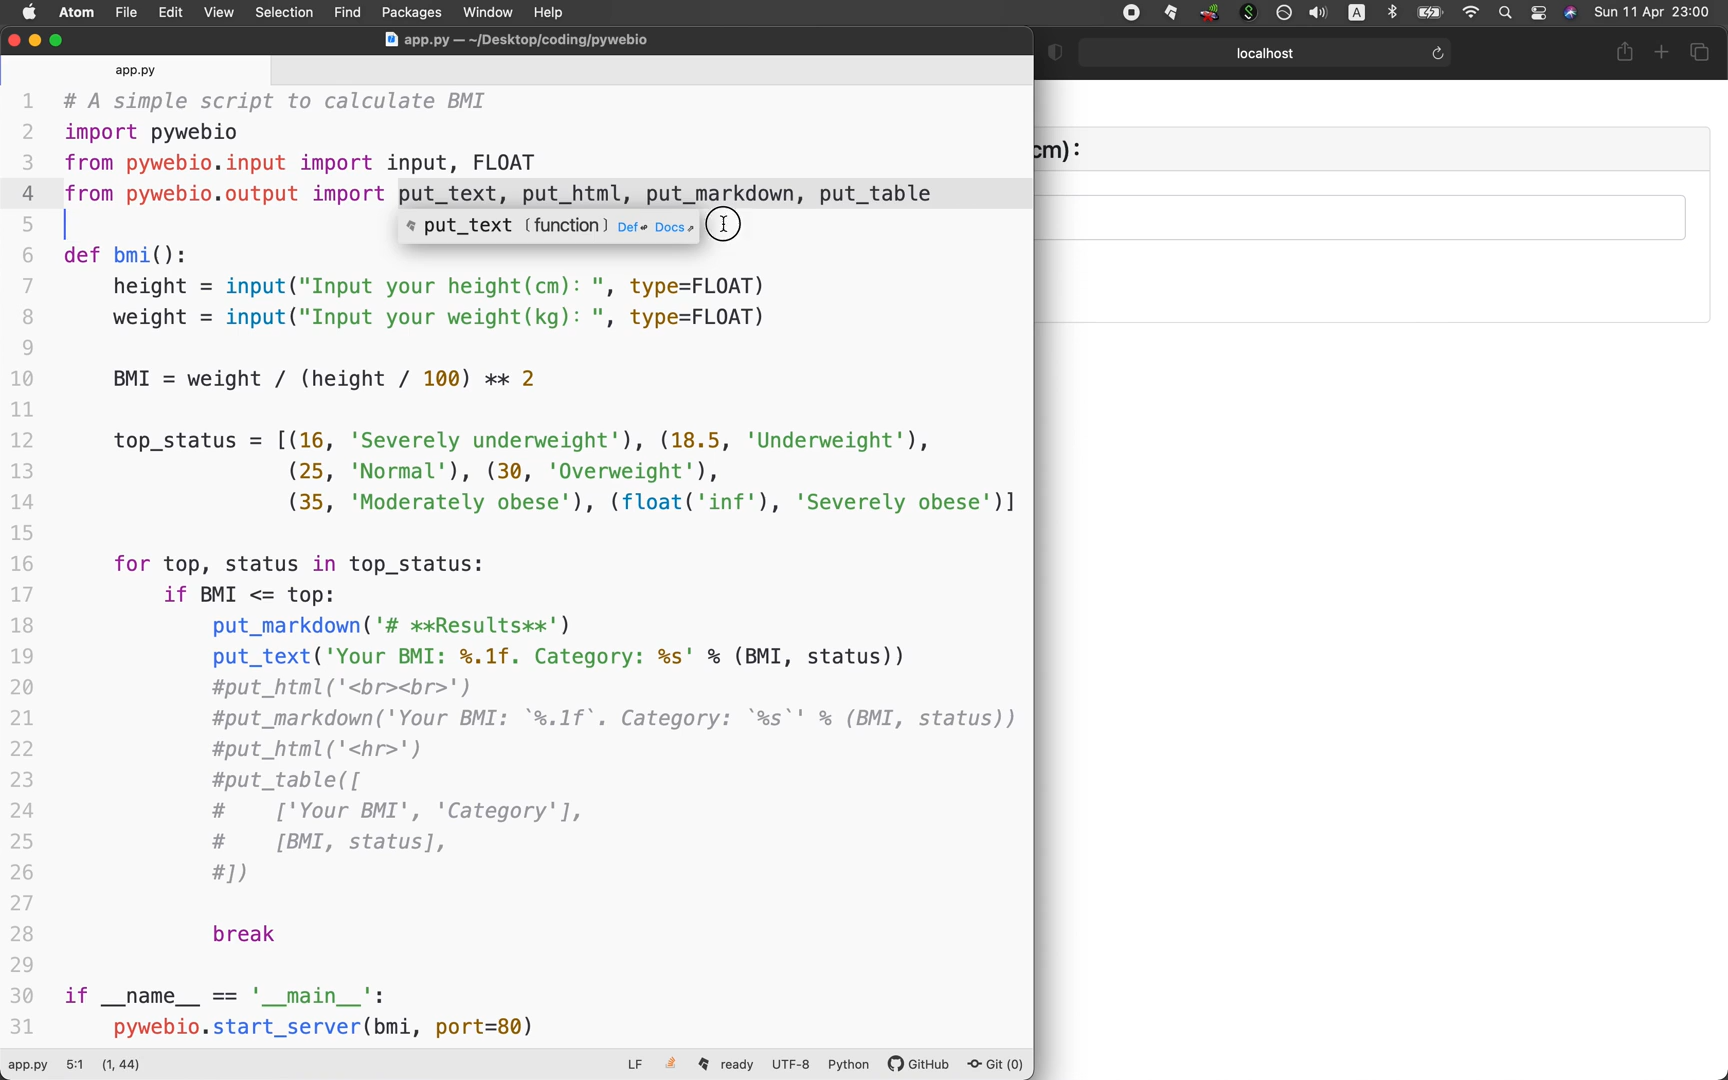 Atom File Edit View Selection Find Packages Window Help
A
Sun 11 Apr 23:00
app.py — ~/Desktop/coding/pywebio
localhost
app.py
1 # A simple script to calculate BMI
2 import pywebio
3 from pywebio.input import input, FLOAT
4 from pywebio.output import put_text, put_html, put_markdown, put_table
5
put_text (function) Def Docs
6 def bmi():
7 height = input("Input your height(cm): ", type=FLOAT)
8 weight = input("Input your weight(kg): ", type=FLOAT)
9
10 BMI = weight / (height / 100) ** 2
11
12 top_status = [(16, 'Severely underweight'), (18.5, 'Underweight'),
13 (25, 'Normal'), (30, 'Overweight'),
14 (35, 'Moderately obese'), (float('inf'), 'Severely obese')]
15
16 for top, status in top_status:
17 if BMI <= top:
18 put_markdown('# **Results**')
19 put_text('Your BMI: %.1f. Category: %s' % (BMI, status))
20 #put_html('<br><br>')
21 #put_markdown('Your BMI: `%.1f`. Category: `%s`' % (BMI, status))
22 #put_html('<hr>')
23 #put_table([
24 # ['Your BMI', 'Category'],
25 # [BMI, status],
26 #])
27
28 break
29
30 if __name__ == '__main__':
31 pywebio.start_server(bmi, port=80)
cm):
app.py 5:1 (1, 44)
LF ready UTF-8 Python GitHub Git (0)